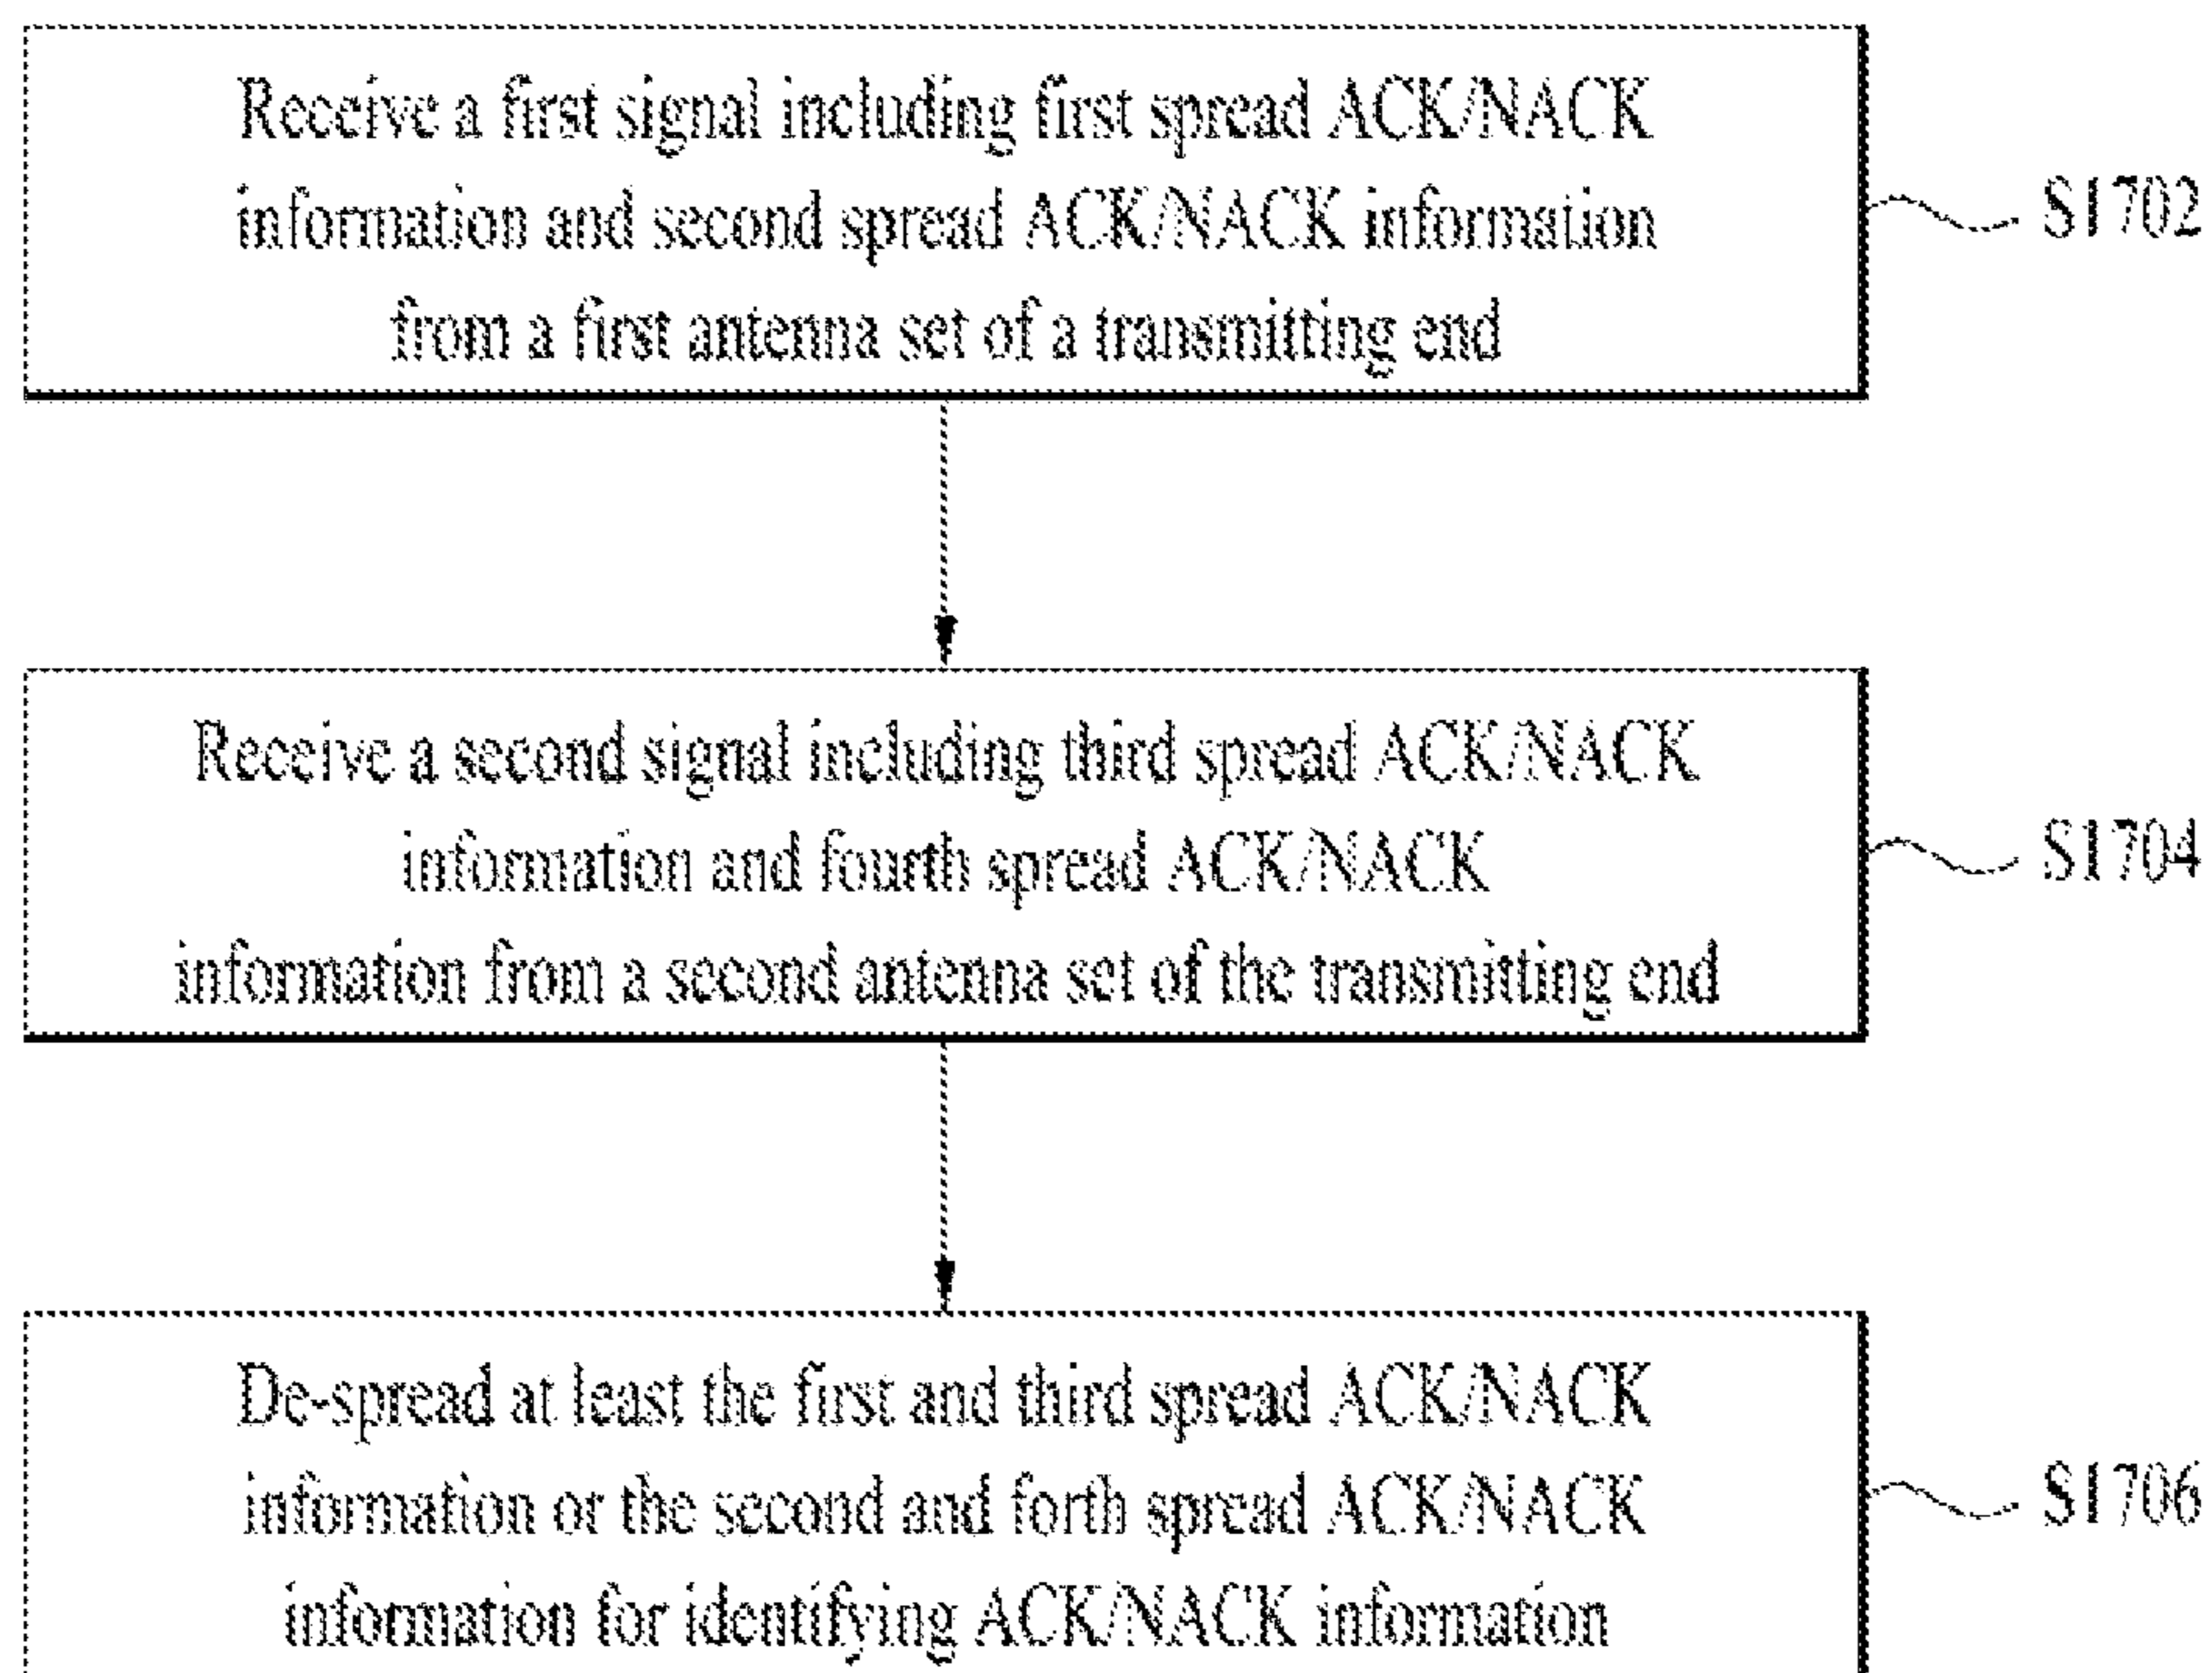 Receive a first signal including first spread ACK/NACK
information and second spread ACK/NACK information
from a first antenna set of a transmitting end
S1702
Receive a second signal including third spread ACK/NACK
information and fourth spread ACK/NACK
information from a second antenna set of the transmitting end
S1704
De-spread at least the first and third spread ACK/NACK
information or the second and forth spread ACK/NACK
information for identifying ACK/NACK information
S1706